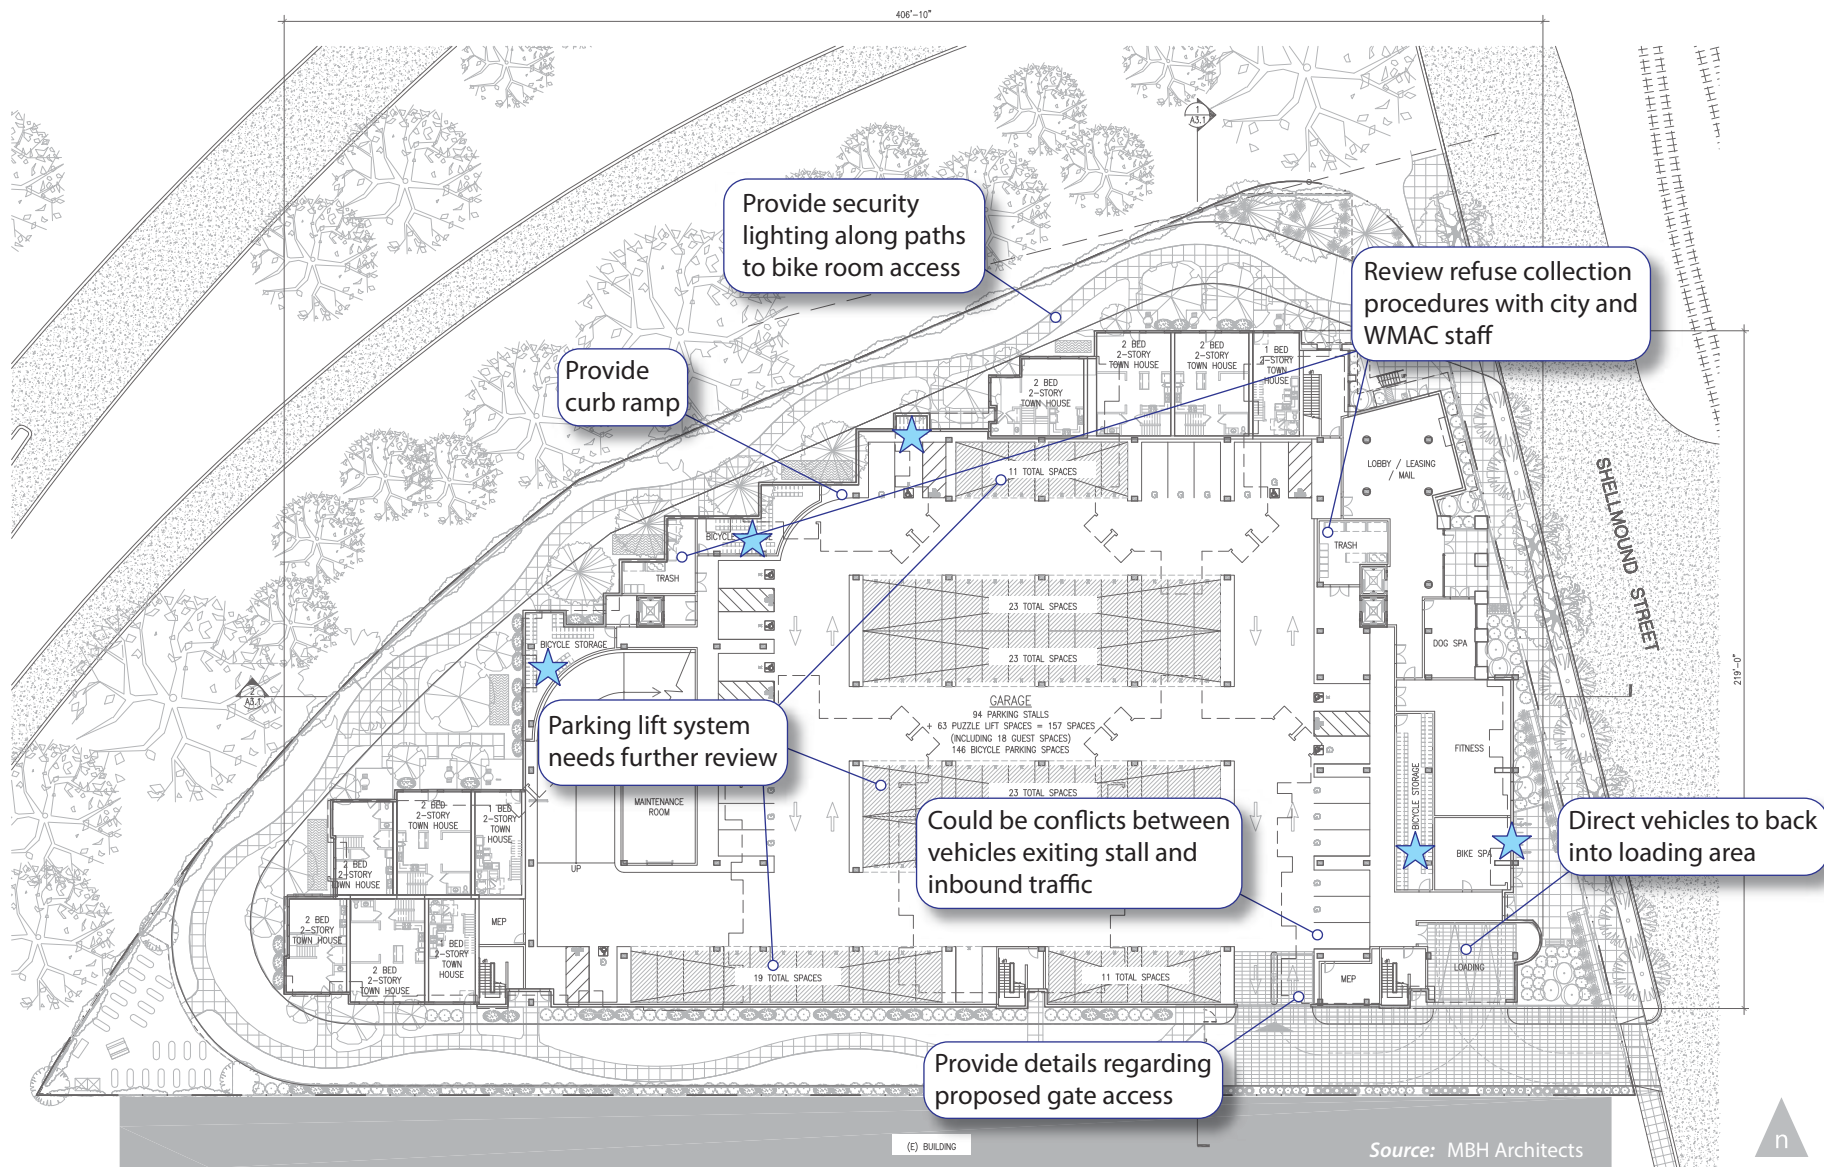 406'-10"
1
A3.1
Provide security
lighting along paths
to bike room access
Review refuse collection
procedures with city and
WMAC staff
Provide
curb ramp
2 BED
2-STORY
TOWN HOUSE
2 BED
2-STORY
TOWN HOUSE
2 BED
2-STORY
TOWN HOUSE
1 BED
2-STORY
TOWN
HOUSE
LOBBY / LEASING
/ MAIL
SHELLMOUND STREET
11 TOTAL SPACES
G
G
G
G
G
G
BICYCLE
TRASH
TRASH
23 TOTAL SPACES
23 TOTAL SPACES
BICYCLE STORAGE
DOG SPA
219'-0"
2
A3.1
GARAGE
94 PARKING STALLS
+ 63 PUZZLE LIFT SPACES = 157 SPACES
(INCLUDING 18 GUEST SPACES)
146 BICYCLE PARKING SPACES
Parking lift system
needs further review
FITNESS
BICYCLE STORAGE
23 TOTAL SPACES
MAINTENANCE
ROOM
UP
2 BED
2-STORY
TOWN HOUSE
1 BED
2-STORY
TOWN
HOUSE
2 BED
2-STORY
TOWN HOUSE
Could be conflicts between
vehicles exiting stall and
inbound traffic
BIKE SPA
Direct vehicles to back
into loading area
2 BED
2-STORY
TOWN HOUSE
2 BED
2-STORY
TOWN HOUSE
1 BED
2-STORY
TOWN
HOUSE
MEP
19 TOTAL SPACES
11 TOTAL SPACES
MEP
LOADING
Provide details regarding
proposed gate access
(E) BUILDING
Source: MBH Architects
n